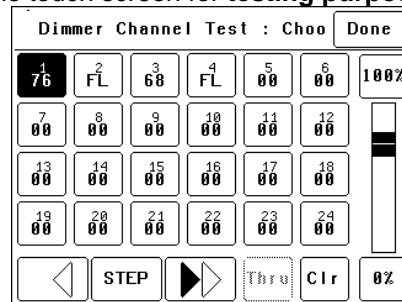 e touch screen for testing purpo
Dimmer Channel Test : Choo Done
1 2 3 4 5 6 100%
76 FL 68 FL 00 00
7 8 9 10 11 12
00 00 00 00 00 00
13 14 15 16 17 18
00 00 00 00 00 00
19 20 21 22 23 24
00 00 00 00 00 00
STEP Thru Clr 0%